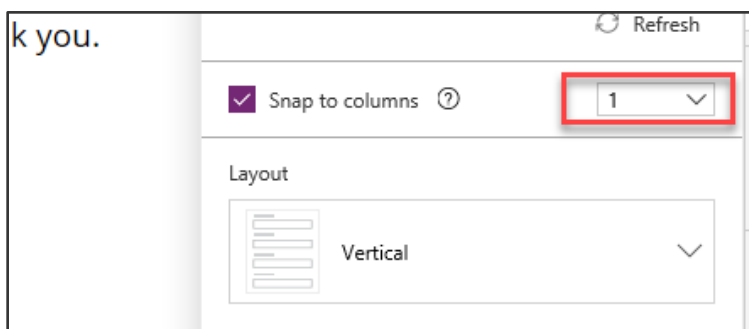 k you.
Refresh
Snap to columns
1
Layout
Vertical